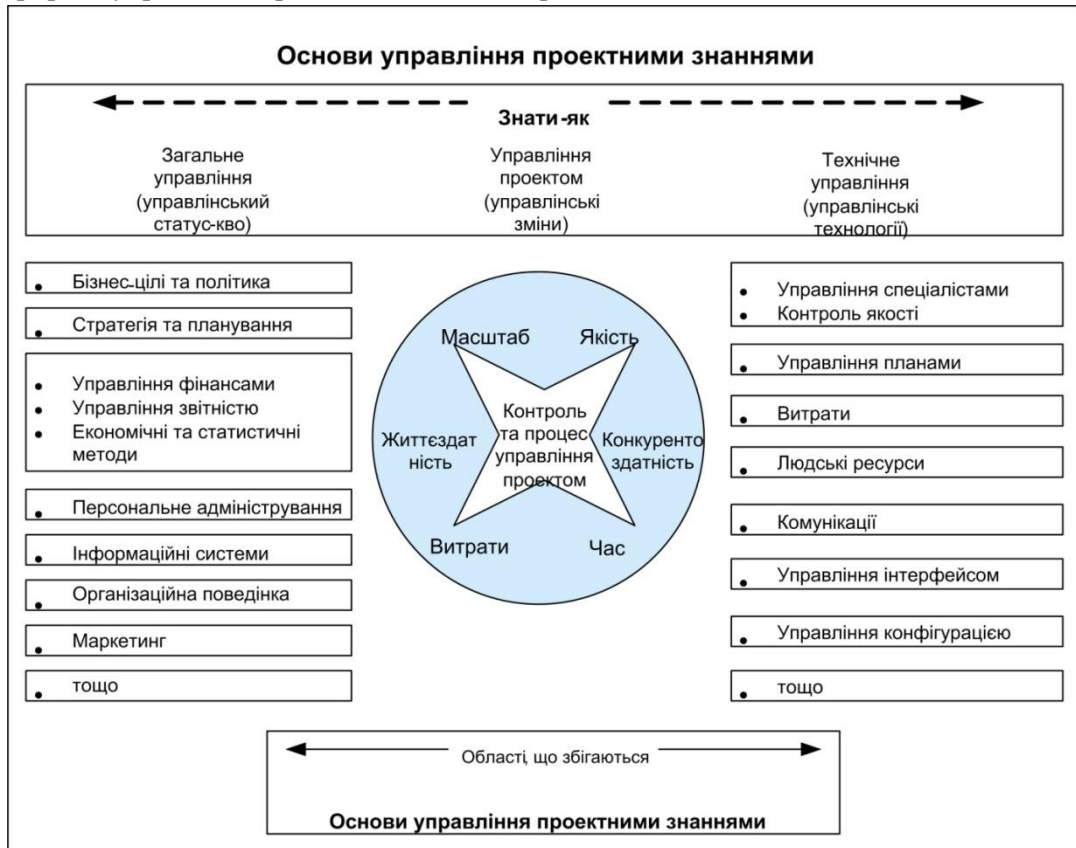 Основи управління проектними знаннями
Знати-як
Загальне
управління
(управлінський
статус-кво)
Управління
проектом
(управлінські
зміни)
Технічне
управління
(управлінські
технології)
• Бізнес-цілі та політика
• Стратегія та планування
• Управління фінансами
• Управління звітністю
• Економічні та статистичні
методи
• Персональне адміністрування
• Інформаційні системи
• Організаційна поведінка
• Маркетинг
• тощо
Масштаб
Якість
Життєздат
ність
Контроль
та процес
управління
проектом
Конкуренто
здатність
Витрати
Час
• Управління спеціалістами
• Контроль якості
• Управління планами
• Витрати
• Людські ресурси
• Комунікації
• Управління інтерфейсом
• Управління конфігурацією
• тощо
Області, що збігаються
Основи управління проектними знаннями